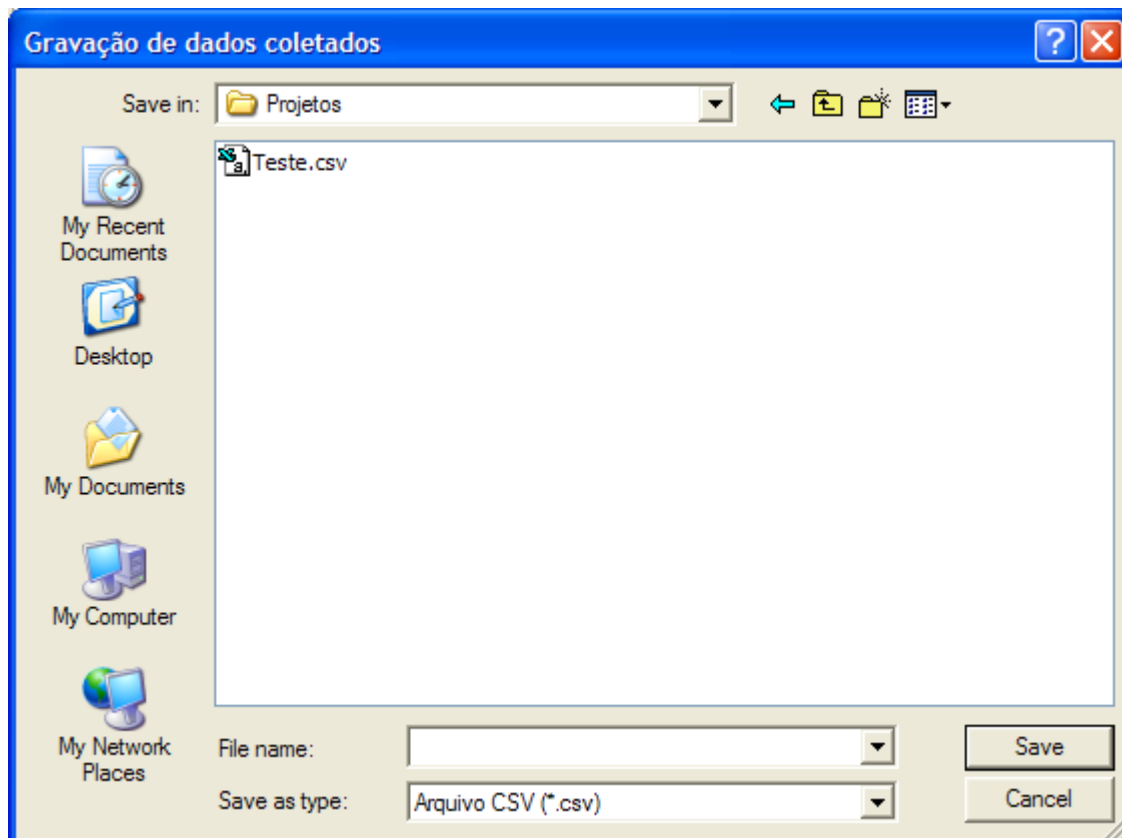 Gravação de dados coletados
Save in:
Projetos
Teste.csv
My Recent
Documents
Desktop
My Documents
My Computer
My Network
Places
File name:
Save
Save as type:
Arquivo CSV (*.csv)
Cancel